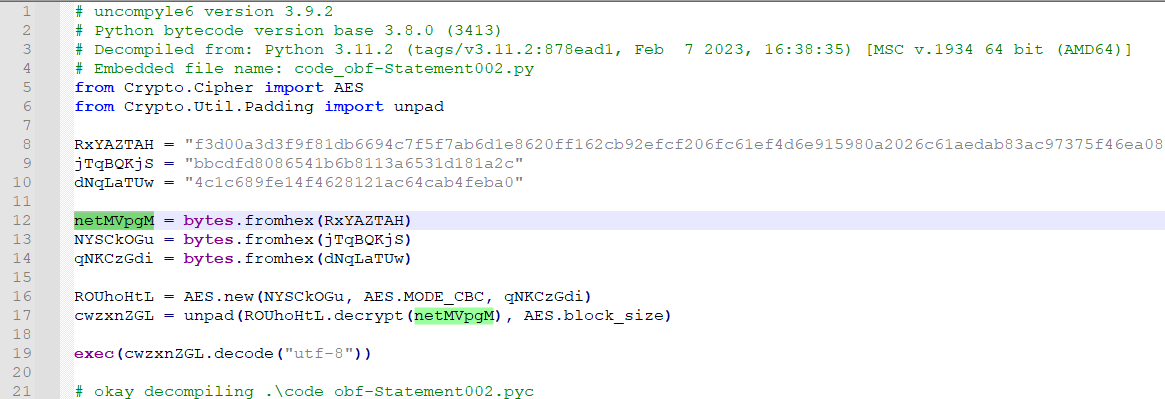 1 # uncompyle6 version 3.9.2
2 # Python bytecode version base 3.8.0 (3413)
3 # Decompiled from: Python 3.11.2 (tags/v3.11.2:878ead1, Feb  7 2023, 16:38:35) [MSC v.1934 64 bit (AMD64)]
4 # Embedded file name: code_obf-Statement002.py
5 from Crypto.Cipher import AES
6 from Crypto.Util.Padding import unpad
7
8 RxYAZTAH = "f3d00a3d3f9f81db6694c7f5f7ab6d1e8620ff162cb92efcf206fc61ef4d6e915980a2026c61aedab83ac97375f46ea08
9 jTqBQKjS = "bbcdfd8086541b6b8113a6531d181a2c"
10 dNqLaTUw = "4c1c689fe14f4628121ac64cab4feba0"
11
12 netMVpgM = bytes.fromhex(RxYAZTAH)
13 NYSCkOGu = bytes.fromhex(jTqBQKjS)
14 qNKCzGdi = bytes.fromhex(dNqLaTUw)
15
16 ROUhoHtL = AES.new(NYSCkOGu, AES.MODE_CBC, qNKCzGdi)
17 cwzxnZGL = unpad(ROUhoHtL.decrypt(netMVpgM), AES.block_size)
18
19 exec(cwzxnZGL.decode("utf-8"))
20
21 # okay decompiling .\code_obf-Statement002.pyc